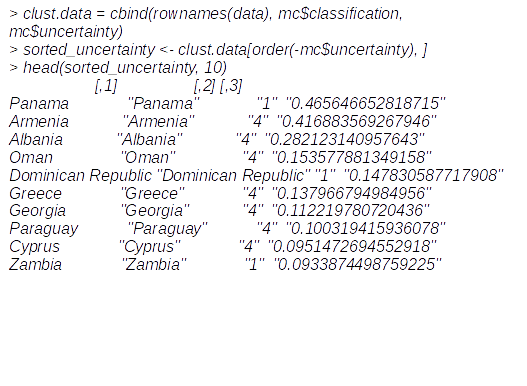 > clust.data = cbind(rownames(data), mc$classification,
mc$uncertainty)
> sorted_uncertainty <- clust.data[order(-mc$uncertainty), ]
> head(sorted_uncertainty, 10)
[,1] [,2] [,3]
Panama "Panama" "1" "0.465646652818715"
Armenia "Armenia" "4" "0.416883569267946"
Albania "Albania" "4" "0.282123140957643"
Oman "Oman" "4" "0.153577881349158"
Dominican Republic "Dominican Republic" "1" "0.147830587717908"
Greece "Greece" "4" "0.137966794984956"
Georgia "Georgia" "4" "0.112219780720436"
Paraguay "Paraguay" "4" "0.100319415936078"
Cyprus "Cyprus" "4" "0.0951472694552918"
Zambia "Zambia" "1" "0.0933874498759225"